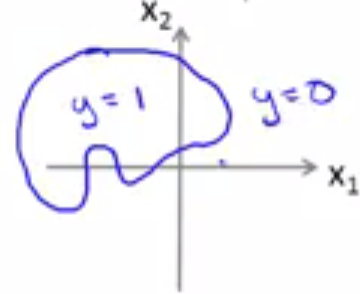 x₂
y = 1
y = 0
x₁